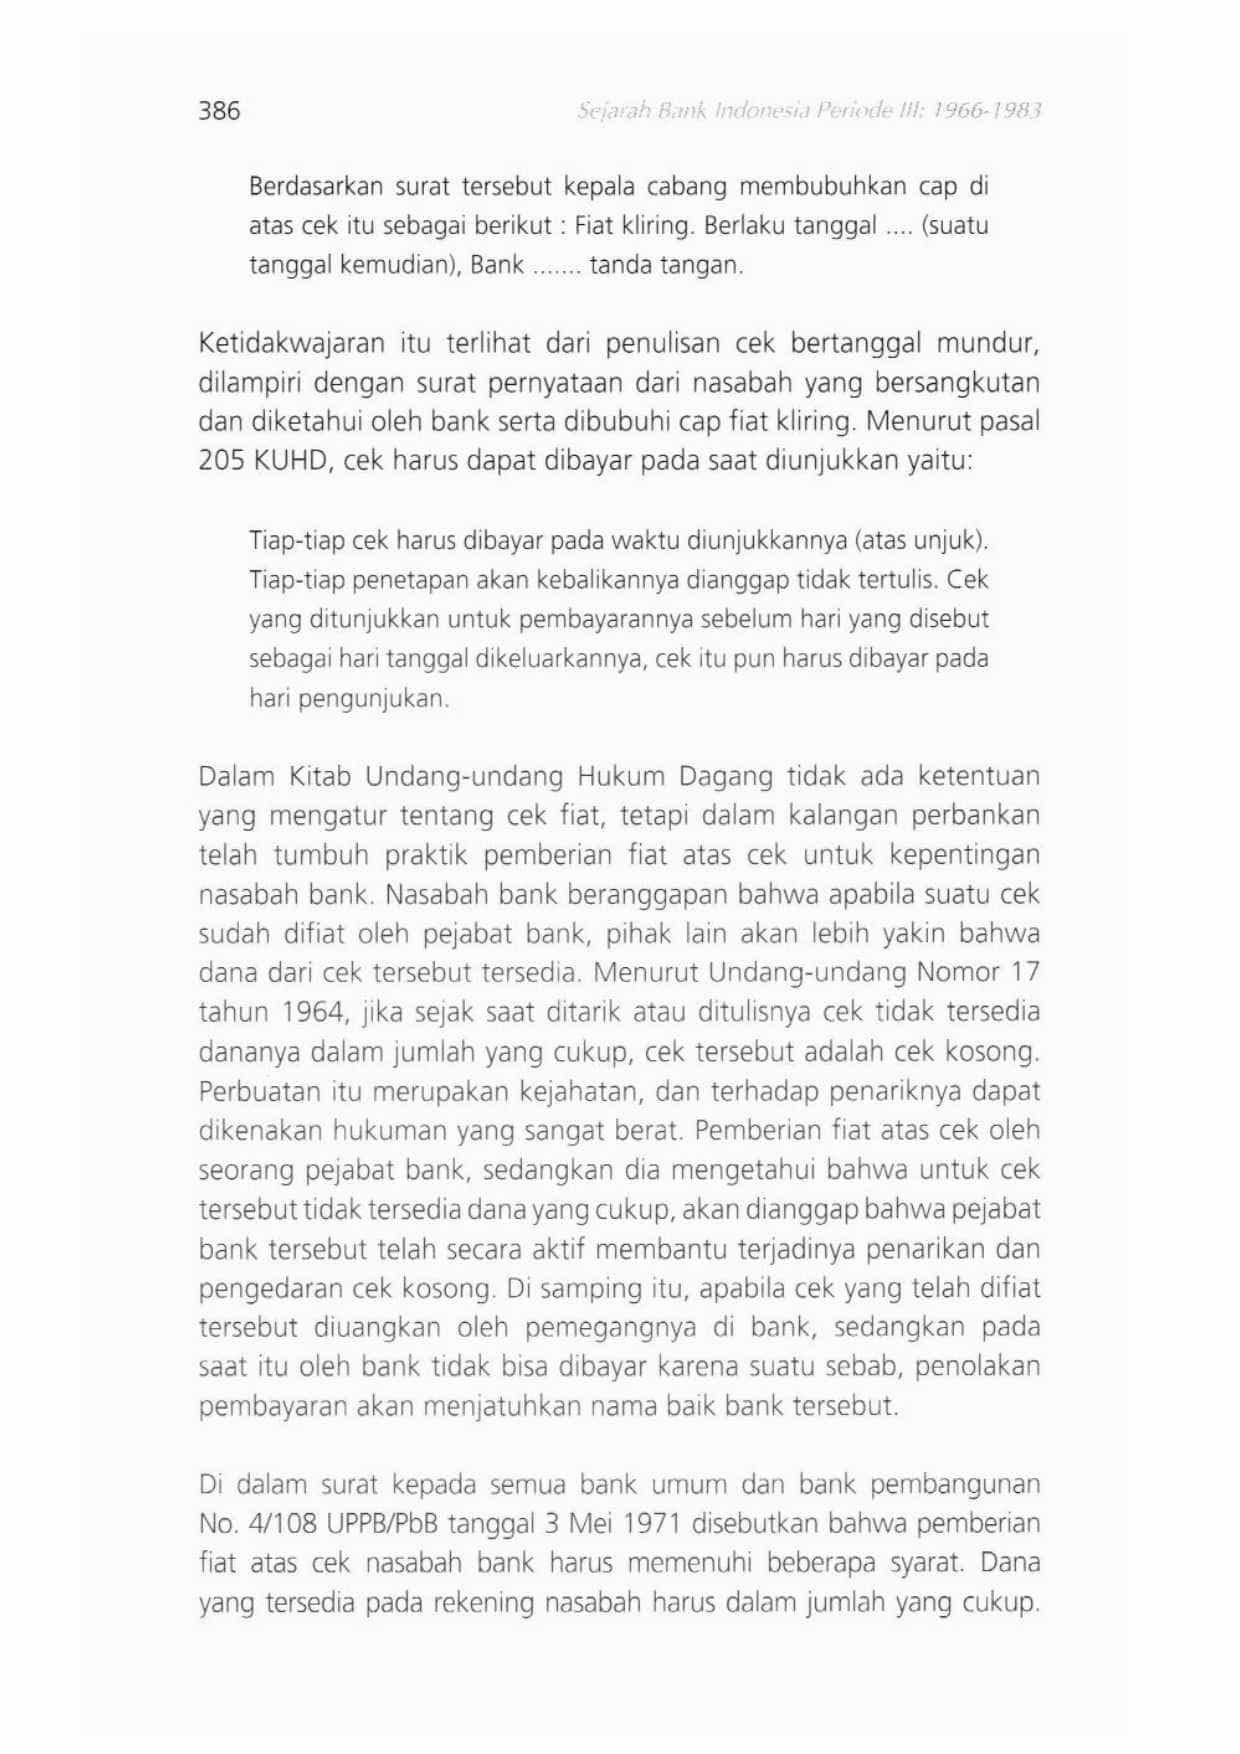 386
Sejarah Bank Indonesia Periode III: 1966-1983
Berdasarkan surat tersebut kepala cabang membubuhkan cap di
atas cek itu sebagai berikut : Fiat kliring. Berlaku tanggal .... (suatu
tanggal kemudian), Bank ....... tanda tangan.
Ketidakwajaran itu terlihat dari penulisan cek bertanggal mundur,
dilampiri dengan surat pernyataan dari nasabah yang bersangkutan
dan diketahui oleh bank serta dibubuhi cap fiat kliring. Menurut pasal
205 KUHD, cek harus dapat dibayar pada saat diunjukkan yaitu:
Tiap-tiap cek harus dibayar pada waktu diunjukkannya (atas unjuk).
Tiap-tiap penetapan akan kebalikannya dianggap tidak tertulis. Cek
yang ditunjukkan untuk pembayarannya sebelum hari yang disebut
sebagai hari tanggal dikeluarkannya, cek itu pun harus dibayar pada
hari pengunjukan.
Dalam Kitab Undang-undang Hukum Dagang tidak ada ketentuan
yang mengatur tentang cek fiat, tetapi dalam kalangan perbankan
telah tumbuh praktik pemberian fiat atas cek untuk kepentingan
nasabah bank. Nasabah bank beranggapan bahwa apabila suatu cek
sudah difiat oleh pejabat bank, pihak lain akan lebih yakin bahwa
dana dari cek tersebut tersedia. Menurut Undang-undang Nomor 17
tahun 1964, jika sejak saat ditarik atau ditulisnya cek tidak tersedia
dananya dalam jumlah yang cukup, cek tersebut adalah cek kosong.
Perbuatan itu merupakan kejahatan, dan terhadap penariknya dapat
dikenakan hukuman yang sangat berat. Pemberian fiat atas cek oleh
seorang pejabat bank, sedangkan dia mengetahui bahwa untuk cek
tersebut tidak tersedia dana yang cukup, akan dianggap bahwa pejabat
bank tersebut telah secara aktif membantu terjadinya penarikan dan
pengedaran cek kosong. Di samping itu, apabila cek yang telah difiat
tersebut diuangkan oleh pemegangnya di bank, sedangkan pada
saat itu oleh bank tidak bisa dibayar karena suatu sebab, penolakan
pembayaran akan menjatuhkan nama baik bank tersebut.
Di dalam surat kepada semua bank umum dan bank pembangunan
No. 4/108 UPPB/PbB tanggal 3 Mei 1971 disebutkan bahwa pemberian
fiat atas cek nasabah bank harus memenuhi beberapa syarat. Dana
yang tersedia pada rekening nasabah harus dalam jumlah yang cukup.